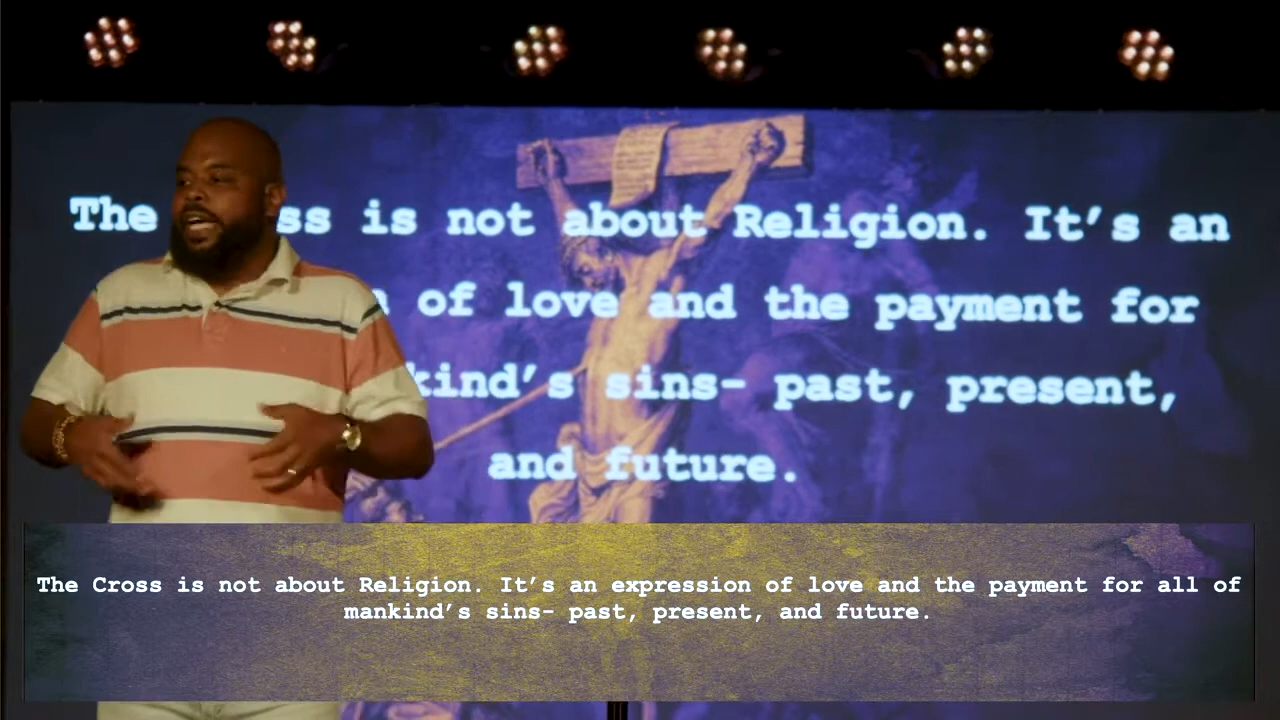 The ss is not about Religion. It's an
of love and the payment for
kind's sins- past, present,
and future.
The Cross is not about Religion. It's an expression of love and the payment for all of
mankind's sins- past, present, and future.